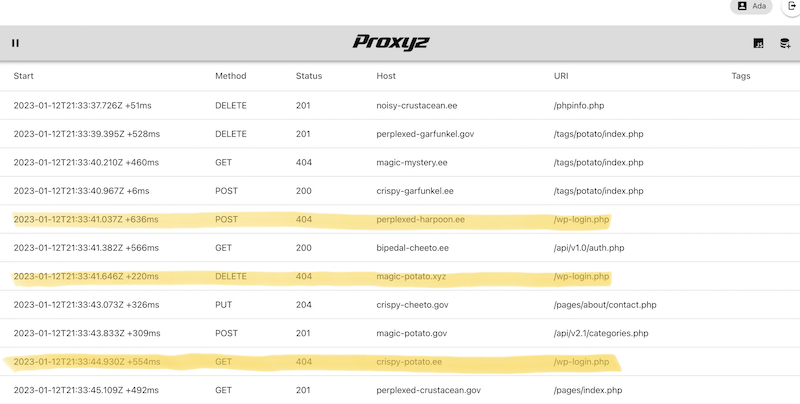 Ada
Proxyz
Start Method Status Host URI Tags
2023-01-12T21:33:37.726Z +51ms DELETE 201 noisy-crustacean.ee /phpinfo.php
2023-01-12T21:33:39.395Z +528ms DELETE 201 perplexed-garfunkel.gov /tags/potato/index.php
2023-01-12T21:33:40.210Z +460ms GET 404 magic-mystery.ee /tags/potato/index.php
2023-01-12T21:33:40.967Z +6ms POST 200 crispy-garfunkel.ee /tags/potato/index.php
2023-01-12T21:33:41.037Z +636ms POST 404 perplexed-harpoon.ee /wp-login.php
2023-01-12T21:33:41.382Z +566ms GET 200 bipedal-cheeto.ee /api/v1.0/auth.php
2023-01-12T21:33:41.646Z +220ms DELETE 404 magic-potato.xyz /wp-login.php
2023-01-12T21:33:43.073Z +326ms PUT 204 crispy-cheeto.gov /pages/about/contact.php
2023-01-12T21:33:43.833Z +309ms POST 201 magic-potato.gov /api/v2.1/categories.php
2023-01-12T21:33:44.930Z +554ms GET 404 crispy-potato.ee /wp-login.php
2023-01-12T21:33:45.109Z +492ms GET 201 perplexed-crustacean.gov /pages/index.php